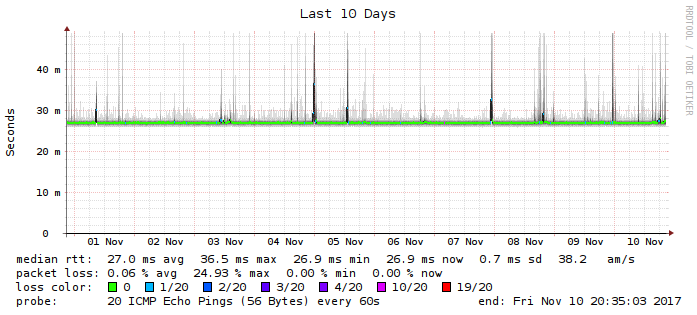 Last 10 Days
RRDTOOL / TOBI OETIKER
Seconds
40 m
30 m
20 m
10 m
0
01 Nov 02 Nov 03 Nov 04 Nov 05 Nov 06 Nov 07 Nov 08 Nov 09 Nov 10 Nov
median rtt: 27.0 ms avg 36.5 ms max 26.9 ms min 26.9 ms now 0.7 ms sd 38.2 am/s
packet loss: 0.06 % avg 24.93 % max 0.00 % min 0.00 % now
loss color: 0 1/20 2/20 3/20 4/20 10/20 19/20
probe: 20 ICMP Echo Pings (56 Bytes) every 60s end: Fri Nov 10 20:35:03 2017